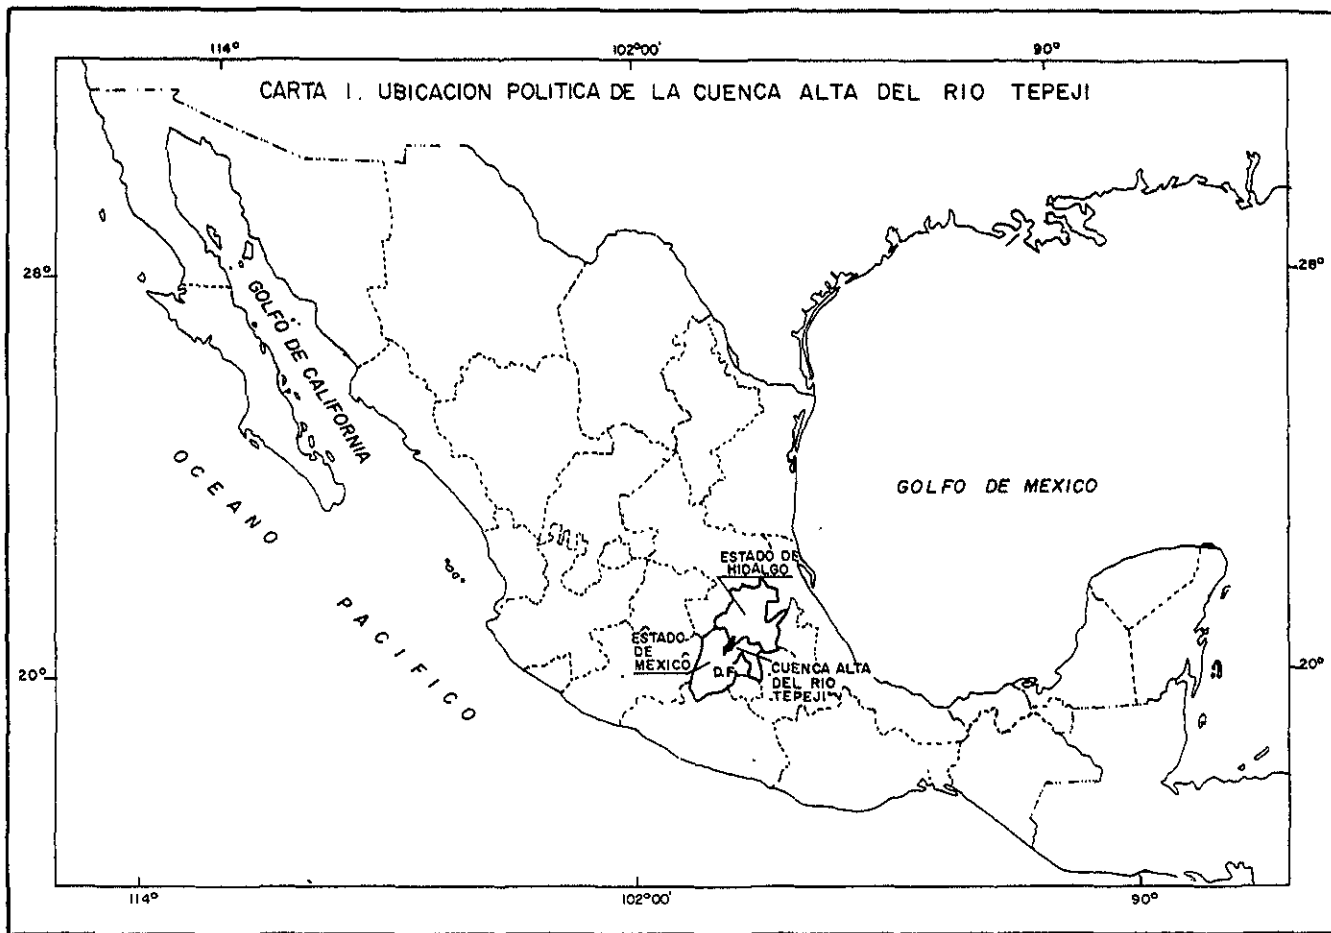 114°
102°00'
90°
CARTA 1. UBICACION POLITICA DE LA CUENCA ALTA DEL RIO TEPEJI
28°
28°
GOLFO DE CALIFORNIA
OCEANO PACIFICO
GOLFO DE MEXICO
ESTADO DE
HIDALGO
ESTADO
DE
MEXICO
D.F.
CUENCA ALTA
DEL RIO
TEPEJI
20°
20°
114°
102°00'
90°